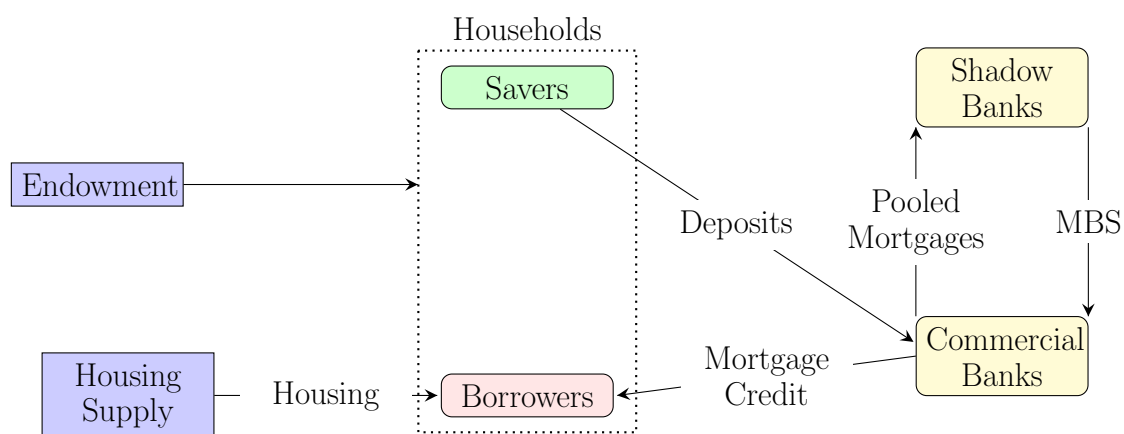 Households
Savers
Shadow
Banks
Endowment
Deposits
Pooled
Mortgages
MBS
Housing
Supply
Housing
Borrowers
Mortgage
Credit
Commercial
Banks